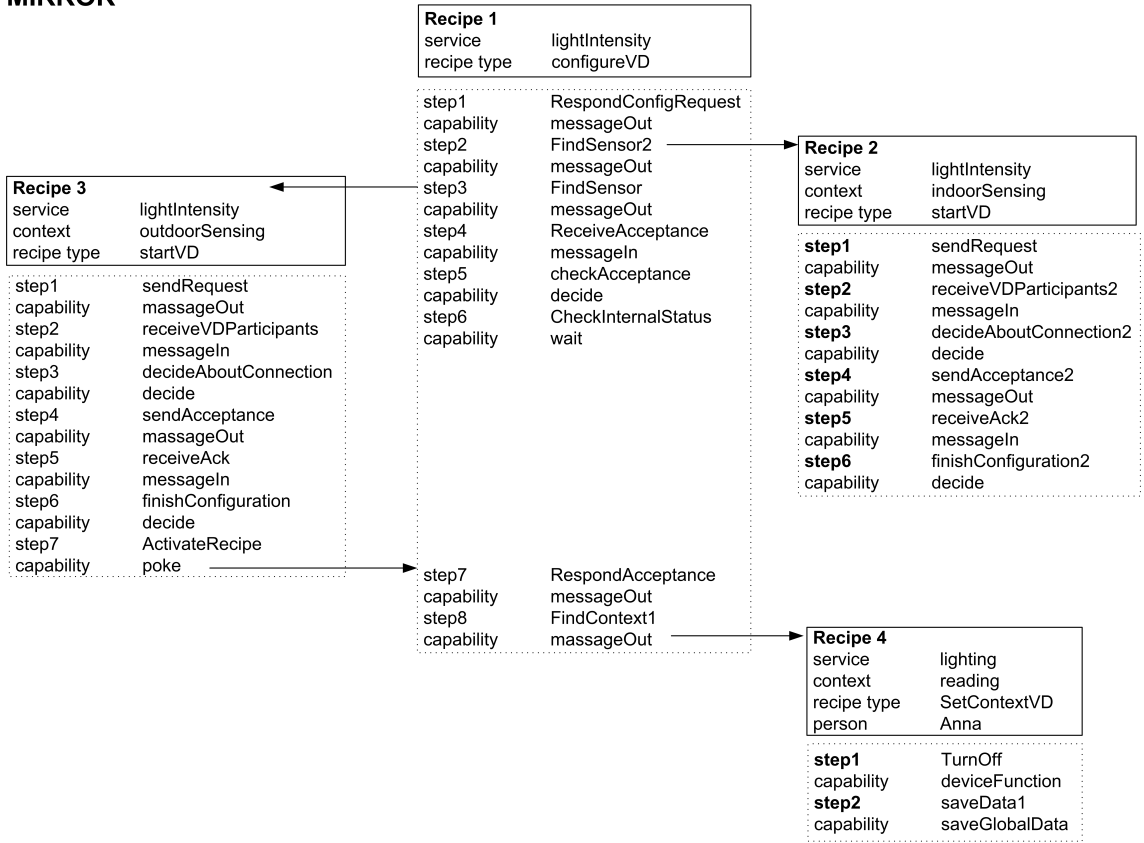 MIRROR
Recipe 1
service lightIntensity
recipe type configureVD
step1 RespondConfigRequest
capability messageOut
step2 FindSensor2
capability messageOut
step3 FindSensor
capability messageOut
step4 ReceiveAcceptance
capability messageIn
step5 checkAcceptance
capability decide
step6 CheckInternalStatus
capability wait
step7 RespondAcceptance
capability messageOut
step8 FindContext1
capability massageOut
Recipe 2
service lightIntensity
context indoorSensing
recipe type startVD
step1 sendRequest
capability messageOut
step2 receiveVDParticipants2
capability messageIn
step3 decideAboutConnection2
capability decide
step4 sendAcceptance2
capability messageOut
step5 receiveAck2
capability messageIn
step6 finishConfiguration2
capability decide
Recipe 3
service lightIntensity
context outdoorSensing
recipe type startVD
step1 sendRequest
capability massageOut
step2 receiveVDParticipants
capability messageIn
step3 decideAboutConnection
capability decide
step4 sendAcceptance
capability massageOut
step5 receiveAck
capability messageIn
step6 finishConfiguration
capability decide
step7 ActivateRecipe
capability poke
Recipe 4
service lighting
context reading
recipe type SetContextVD
person Anna
step1 TurnOff
capability deviceFunction
step2 saveData1
capability saveGlobalData